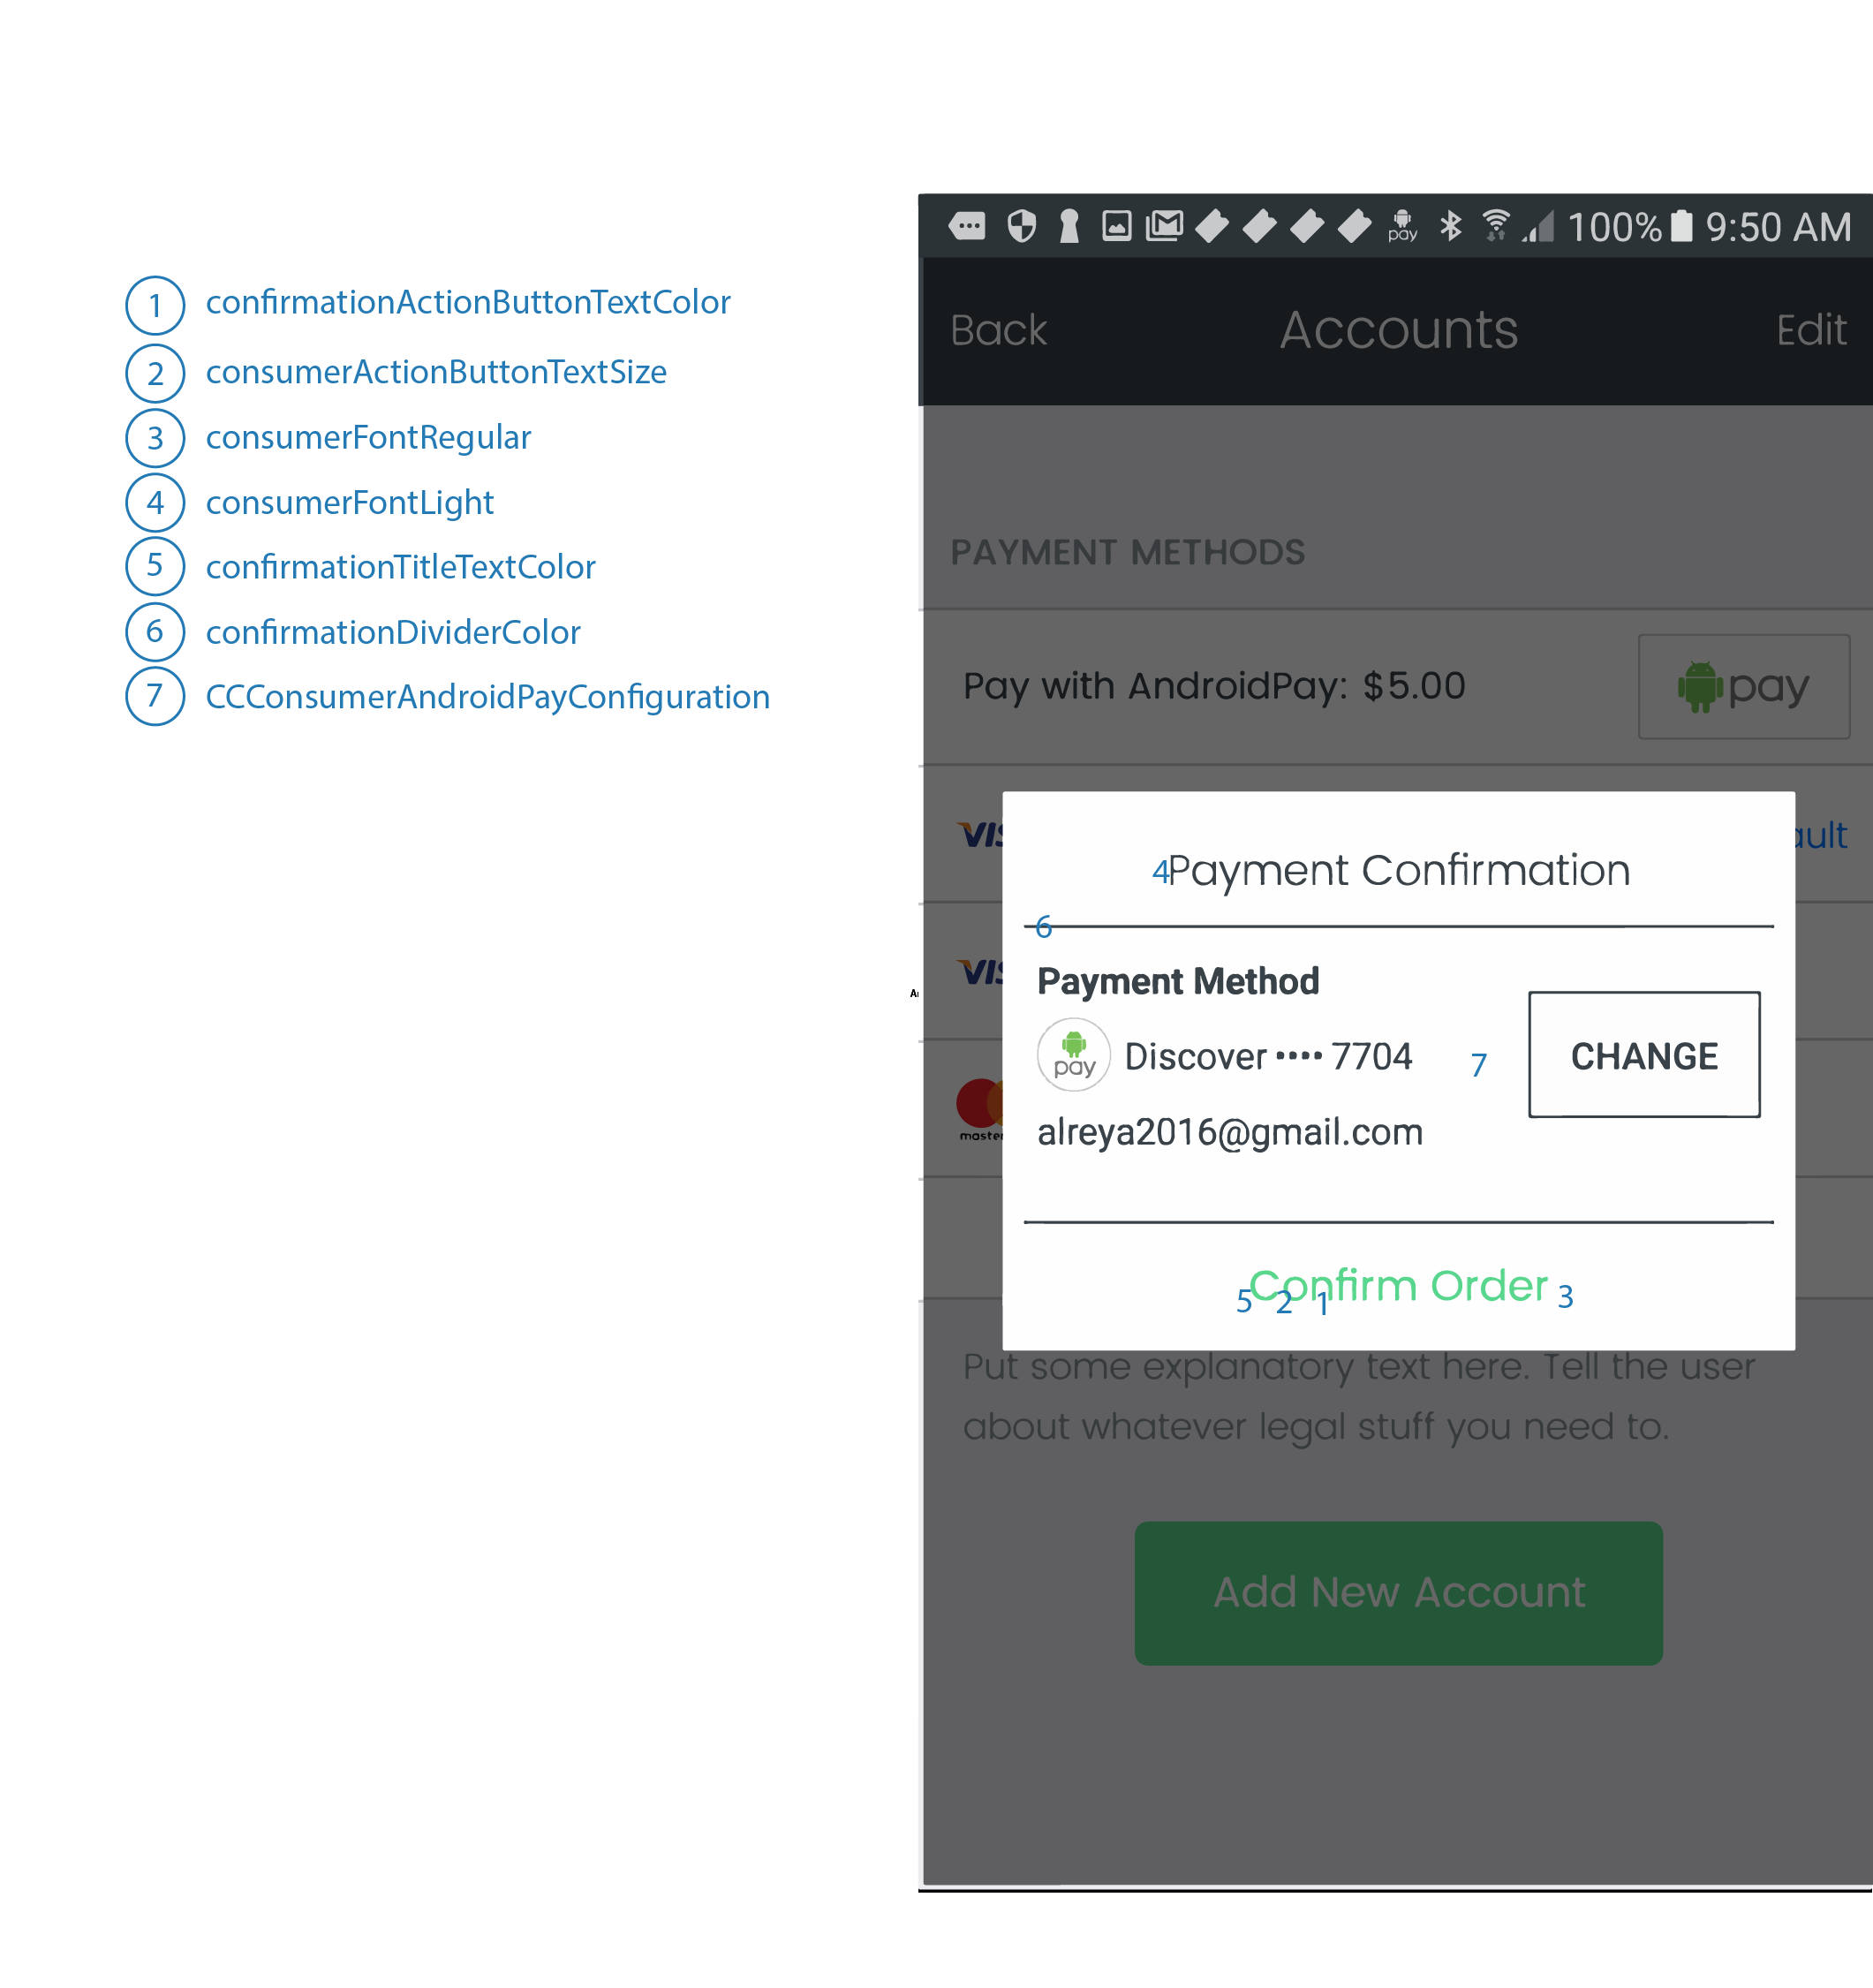 1 confirmationActionButtonTextColor
2 consumerActionButtonTextSize
3 consumerFontRegular
4 consumerFontLight
5 confirmationTitleTextColor
6 confirmationDividerColor
7 CCConsumerAndroidPayConfiguration
pay 100% 9:50 AM
Back Accounts Edit
PAYMENT METHODS
Pay with AndroidPay: $5.00 pay
VIS ault
4 Payment Confirmation
6
VIS
Payment Method
pay Discover •••• 7704 7 CHANGE
master
alreya2016@gmail.com
Confirm Order
5 2 1 3
Put some explanatory text here. Tell the user
about whatever legal stuff you need to.
Add New Account